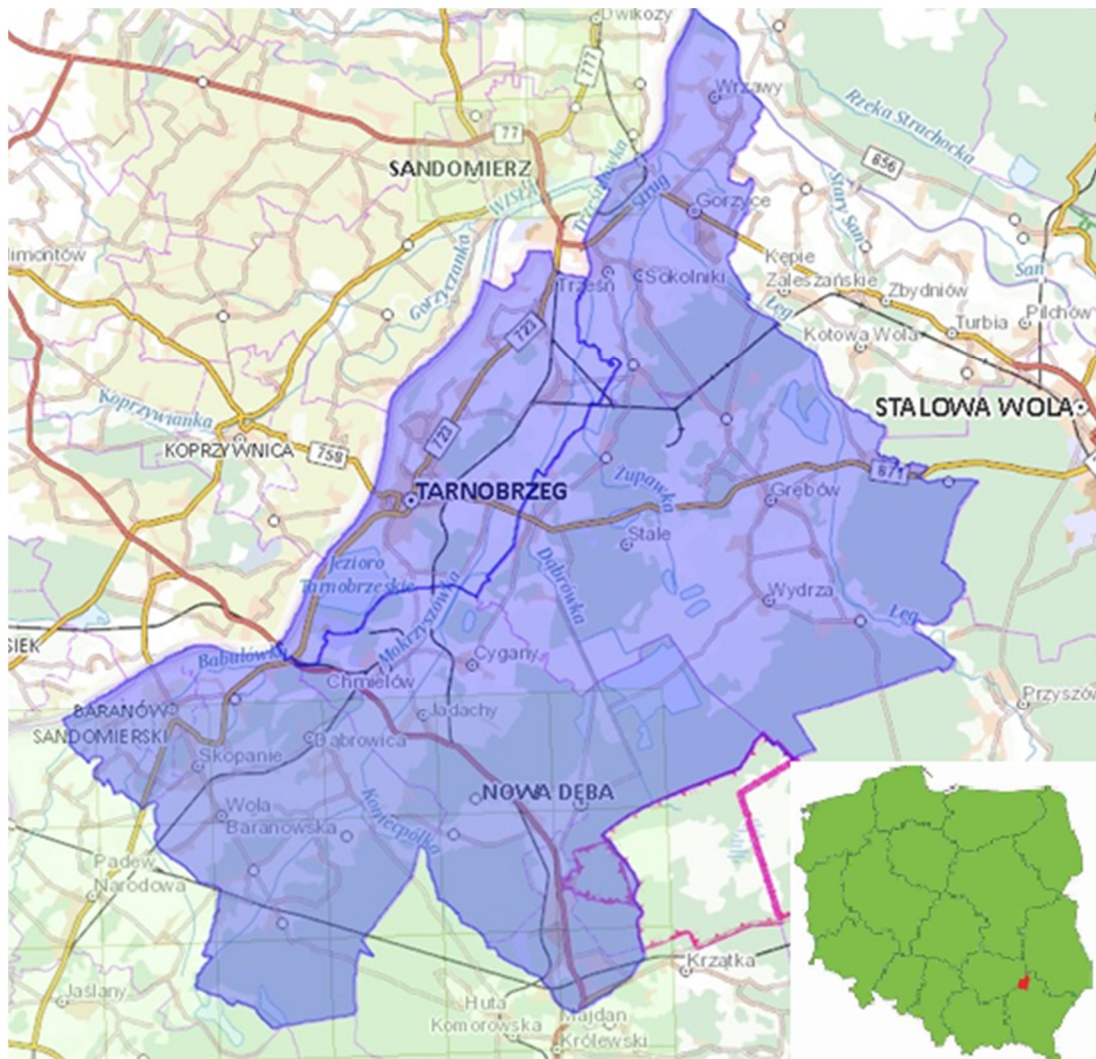 Dwikozy
777
Wrzawy
Rzeka Strachocka
77
856
SANDOMIERZ
WISŁA
Trześniówka
Strug
Gorzyce
Stary San
limontów
Gorzyczanka
Trześń
Sokolniki
Kępie
Zaleszańskie
San
Zbydniów
Łęg
Pilchów
Turbia
Kotowa Wola
723
Koprzywianka
STALOWA WOLA
KOPRZYWNICA
758
723
871
TARNOBRZEG
Żupawka
Grębów
Stale
Jezioro
Tarnobrzeskie
Dąbrówka
Mokrzyszówka
Wydrza
Łęg
SIEK
Babulówka
Cygany
Chmielów
Przyszów
BARANÓW
SANDOMIERSKI
Jadachy
Dąbrowica
Skopanie
NOWA DĘBA
Wola
Baranowska
Koniecpólka
Padew
Narodowa
Krzątka
Jaślany
Huta
Komorowska
Majdan
Królewski